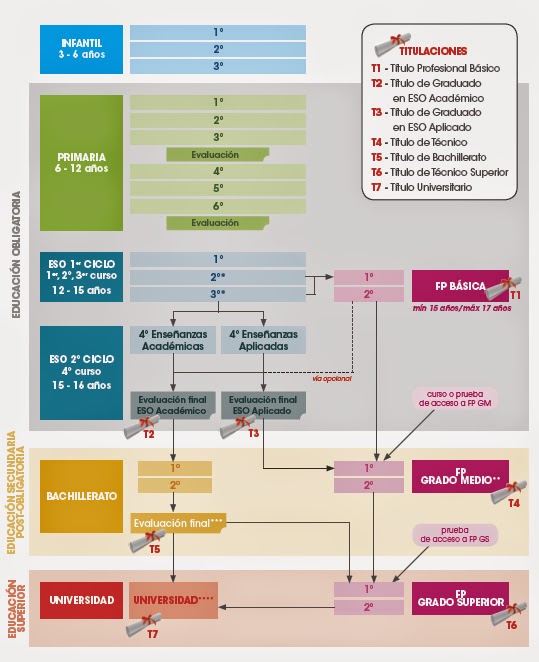 INFANTIL
3 - 6 años
1º
2º
3º
TITULACIONES
T1 - Título Profesional Básico
T2 - Título de Graduado
en ESO Académico
T3 - Título de Graduado
en ESO Aplicado
T4 - Título de Técnico
T5 - Título de Bachillerato
T6 - Título de Técnico Superior
T7 - Título Universitario
EDUCACIÓN OBLIGATORIA
PRIMARIA
6 - 12 años
1º
2º
3º
Evaluación
4º
5º
6º
Evaluación
ESO 1er CICLO
1er, 2º, 3er curso
12 - 15 años
1º
2º*
3º*
1º
2º
FP BÁSICA
T1
mín 15 años/máx 17 años
ESO 2º CICLO
4º curso
15 - 16 años
4º Enseñanzas
Académicas
4º Enseñanzas
Aplicadas
vía opcional
Evaluación final
ESO Académico
T2
Evaluación final
ESO Aplicado
T3
curso o prueba
de acceso a FP GM
EDUCACIÓN SECUNDARIA
POST-OBLIGATORIA
BACHILLERATO
1º
2º
Evaluación final***
T5
1º
2º
FP
GRADO MEDIO**
T4
prueba
de acceso a FP GS
EDUCACIÓN
SUPERIOR
UNIVERSIDAD
UNIVERSIDAD****
T7
1º
2º
FP
GRADO SUPERIOR
T6